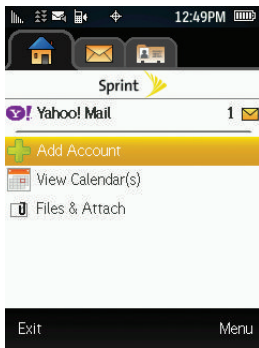 12:49PM
Sprint
Y! Yahoo! Mail 1
Add Account
View Calendar(s)
Files & Attach
Exit Menu